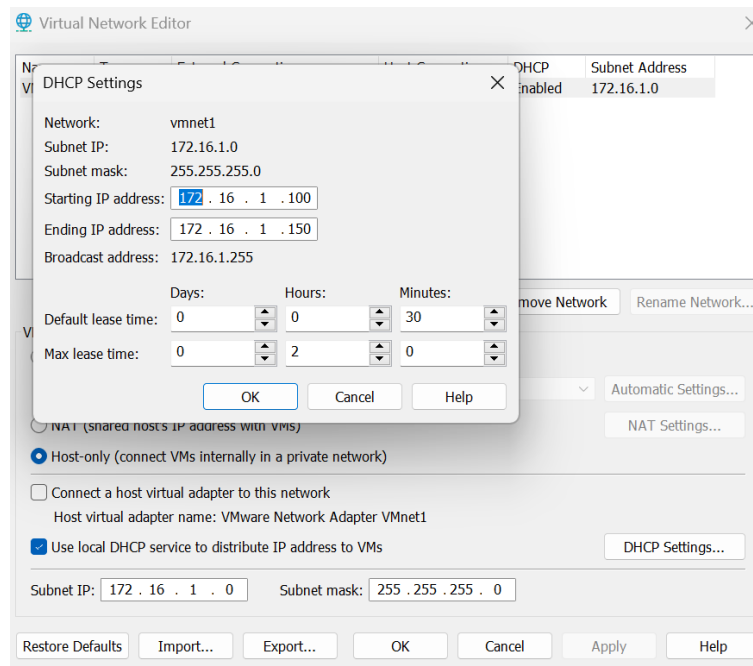 Virtual Network Editor
DHCP Subnet Address
Enabled 172.16.1.0
DHCP Settings
Network: vmnet1
Subnet IP: 172.16.1.0
Subnet mask: 255.255.255.0
Starting IP address: 172 . 16 . 1 .100
Ending IP address: 172 . 16 . 1 .150
Broadcast address: 172.16.1.255
Days: Hours: Minutes:
Default lease time: 0 0 30
Max lease time: 0 2 0
OK Cancel Help
Network Rename Network...
Automatic Settings...
NAT (shared host's IP address with VMs) NAT Settings...
Host-only (connect VMs internally in a private network)
Connect a host virtual adapter to this network
Host virtual adapter name: VMware Network Adapter VMnet1
Use local DHCP service to distribute IP address to VMs DHCP Settings...
Subnet IP: 172 . 16 . 1 . 0 Subnet mask: 255 . 255 . 255 . 0
Restore Defaults Import... Export... OK Cancel Apply Help